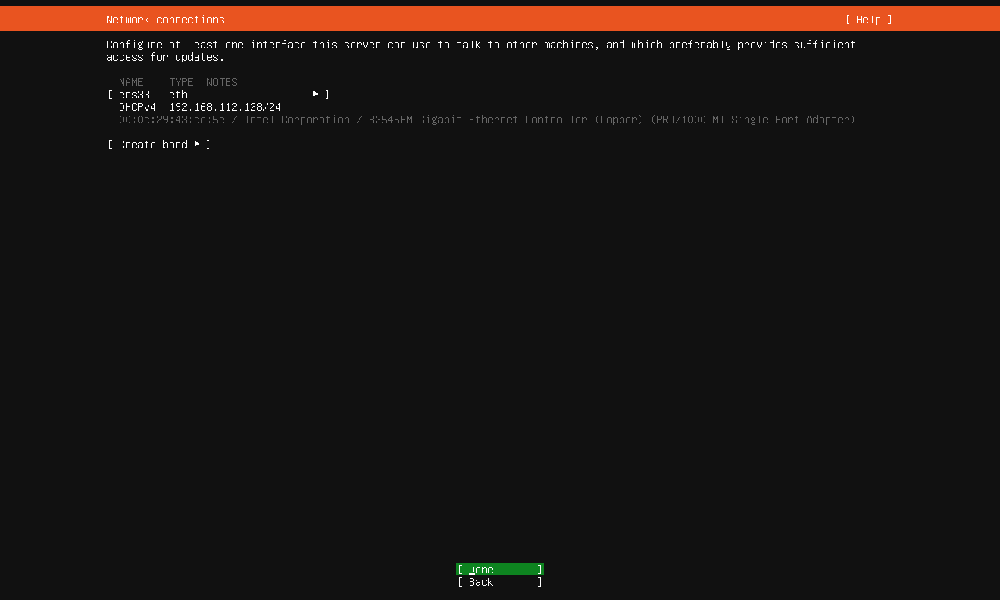 Network connections [ Help ]
Configure at least one interface this server can use to talk to other machines, and which preferably provides sufficient
access for updates.
NAME TYPE NOTES
[ ens33 eth – ▸ ]
DHCPv4 192.168.112.128/24
00:0c:29:43:cc:5e / Intel Corporation / 82545EM Gigabit Ethernet Controller (Copper) (PRO/1000 MT Single Port Adapter)
[ Create bond ▸ ]
[ Done ]
[ Back ]